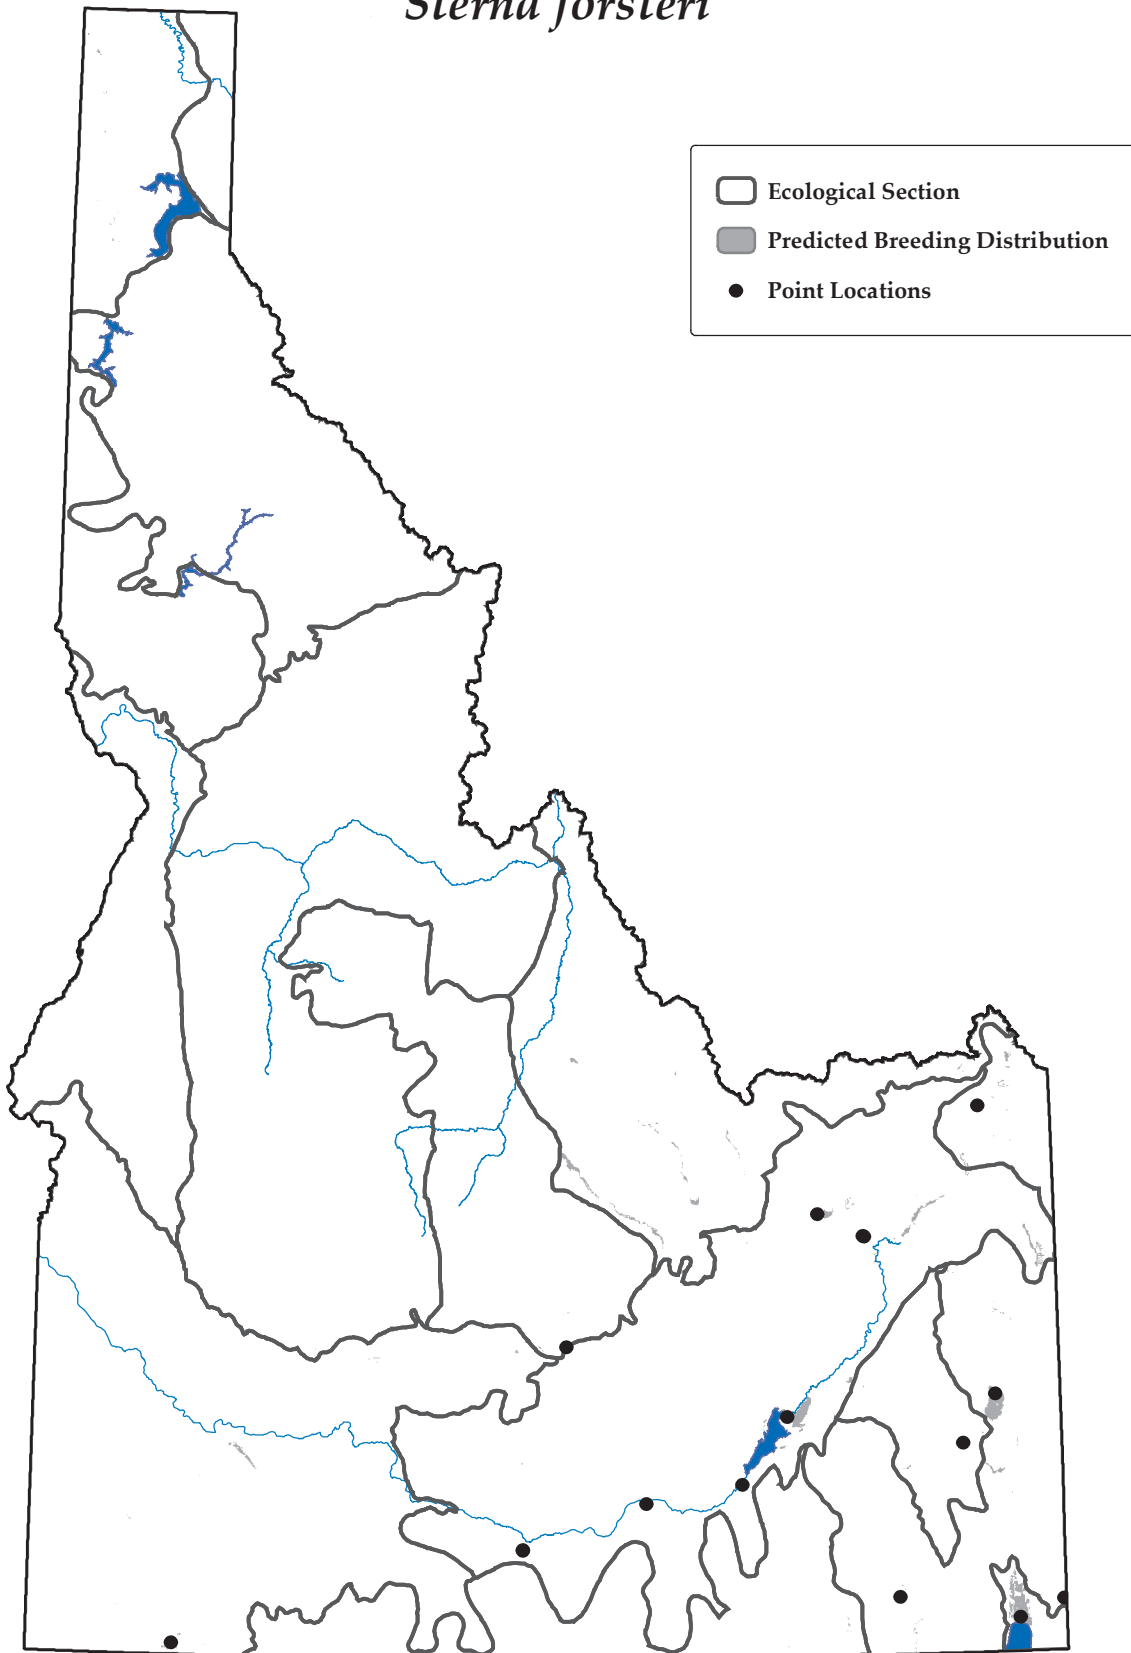 Sterna forsteri
Ecological Section
Predicted Breeding Distribution
Point Locations